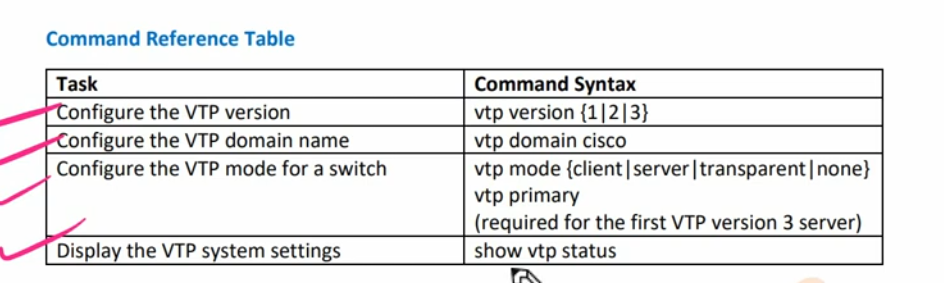 Command Reference Table
Task Command Syntax
Configure the VTP version vtp version {1|2|3}
Configure the VTP domain name vtp domain cisco
Configure the VTP mode for a switch vtp mode {client|server|transparent|none}
vtp primary
(required for the first VTP version 3 server)
Display the VTP system settings show vtp status